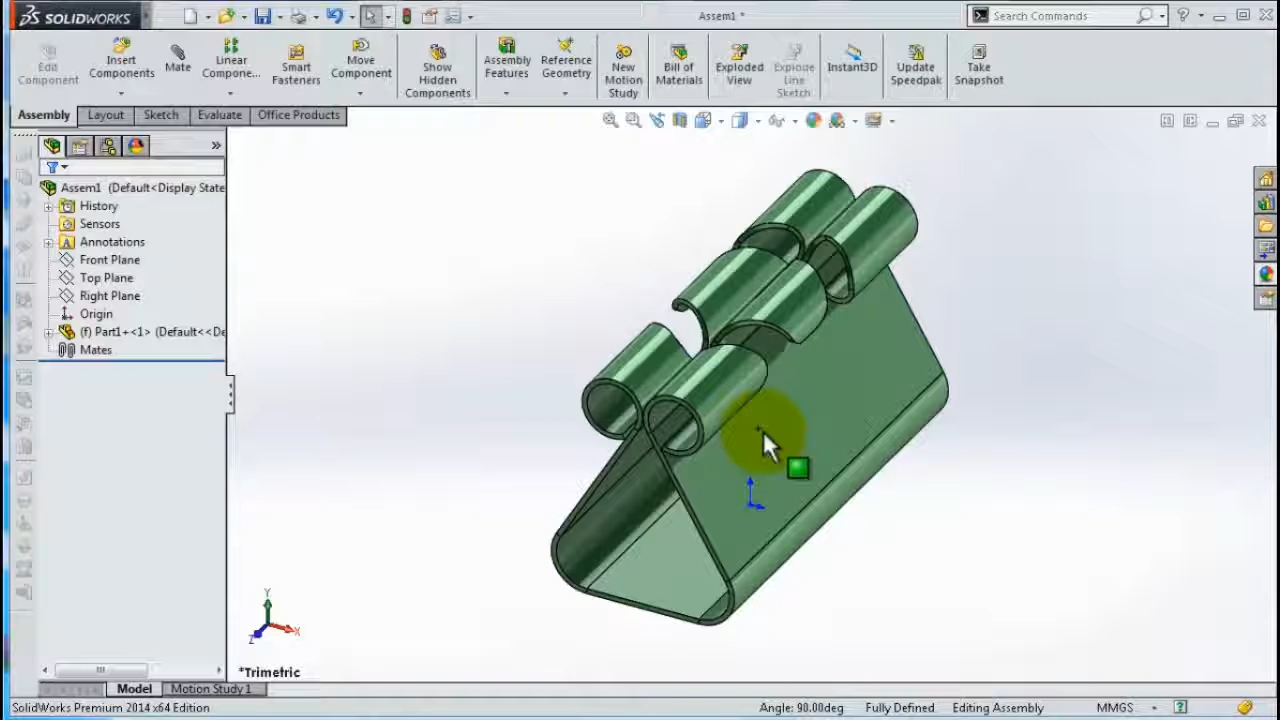 SOLIDWORKS
Assem1 *
Search Commands
Edit Component
Insert Components
Mate
Linear Compone...
Smart Fasteners
Move Component
Show Hidden Components
Assembly Features
Reference Geometry
New Motion Study
Bill of Materials
Exploded View
Explode Line Sketch
Instant3D
Update Speedpak
Take Snapshot
Assembly
Layout
Sketch
Evaluate
Office Products
Assem1 (Default<Display State
History
Sensors
A Annotations
Front Plane
Top Plane
Right Plane
Origin
(f) Part1+<1> (Default<<De
Mates
Y
X
Z
*Trimetric
Model
Motion Study 1
SolidWorks Premium 2014 x64 Edition
Angle: 90.00deg
Fully Defined
Editing Assembly
MMGS